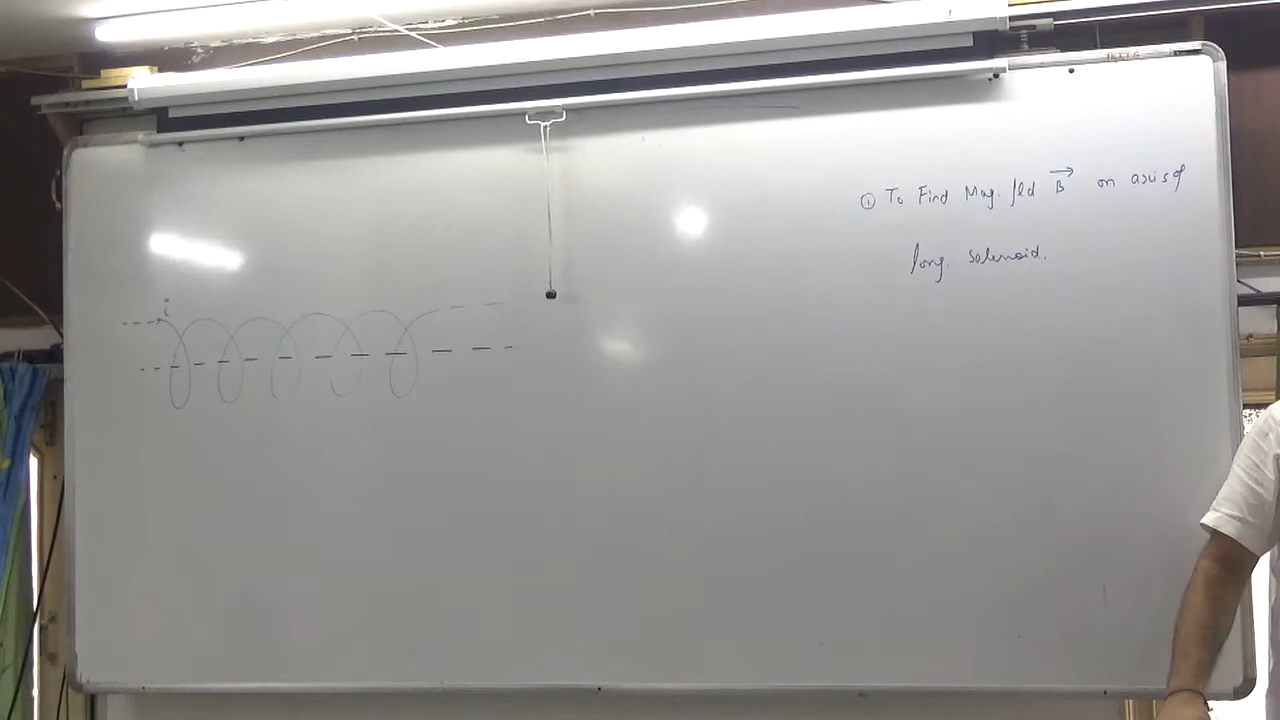 ① To Find Mag. fld B⃗ on axis of
long. solenoid.
i